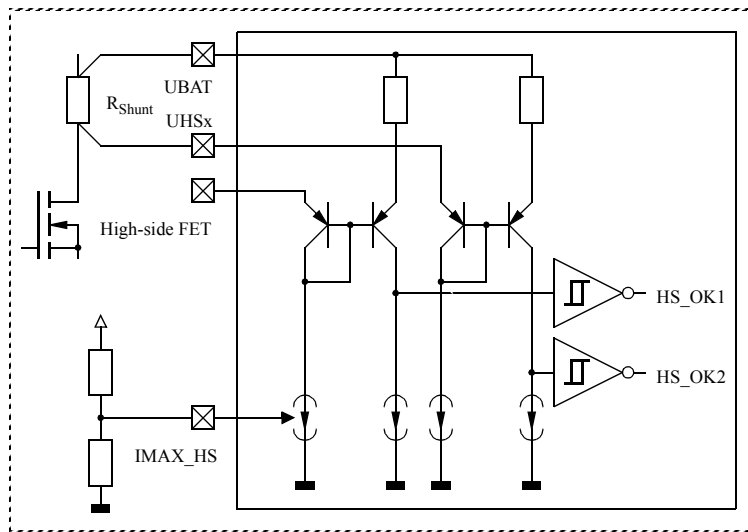 UBAT
RShunt
UHSx
High-side FET
HS_OK1
HS_OK2
IMAX_HS